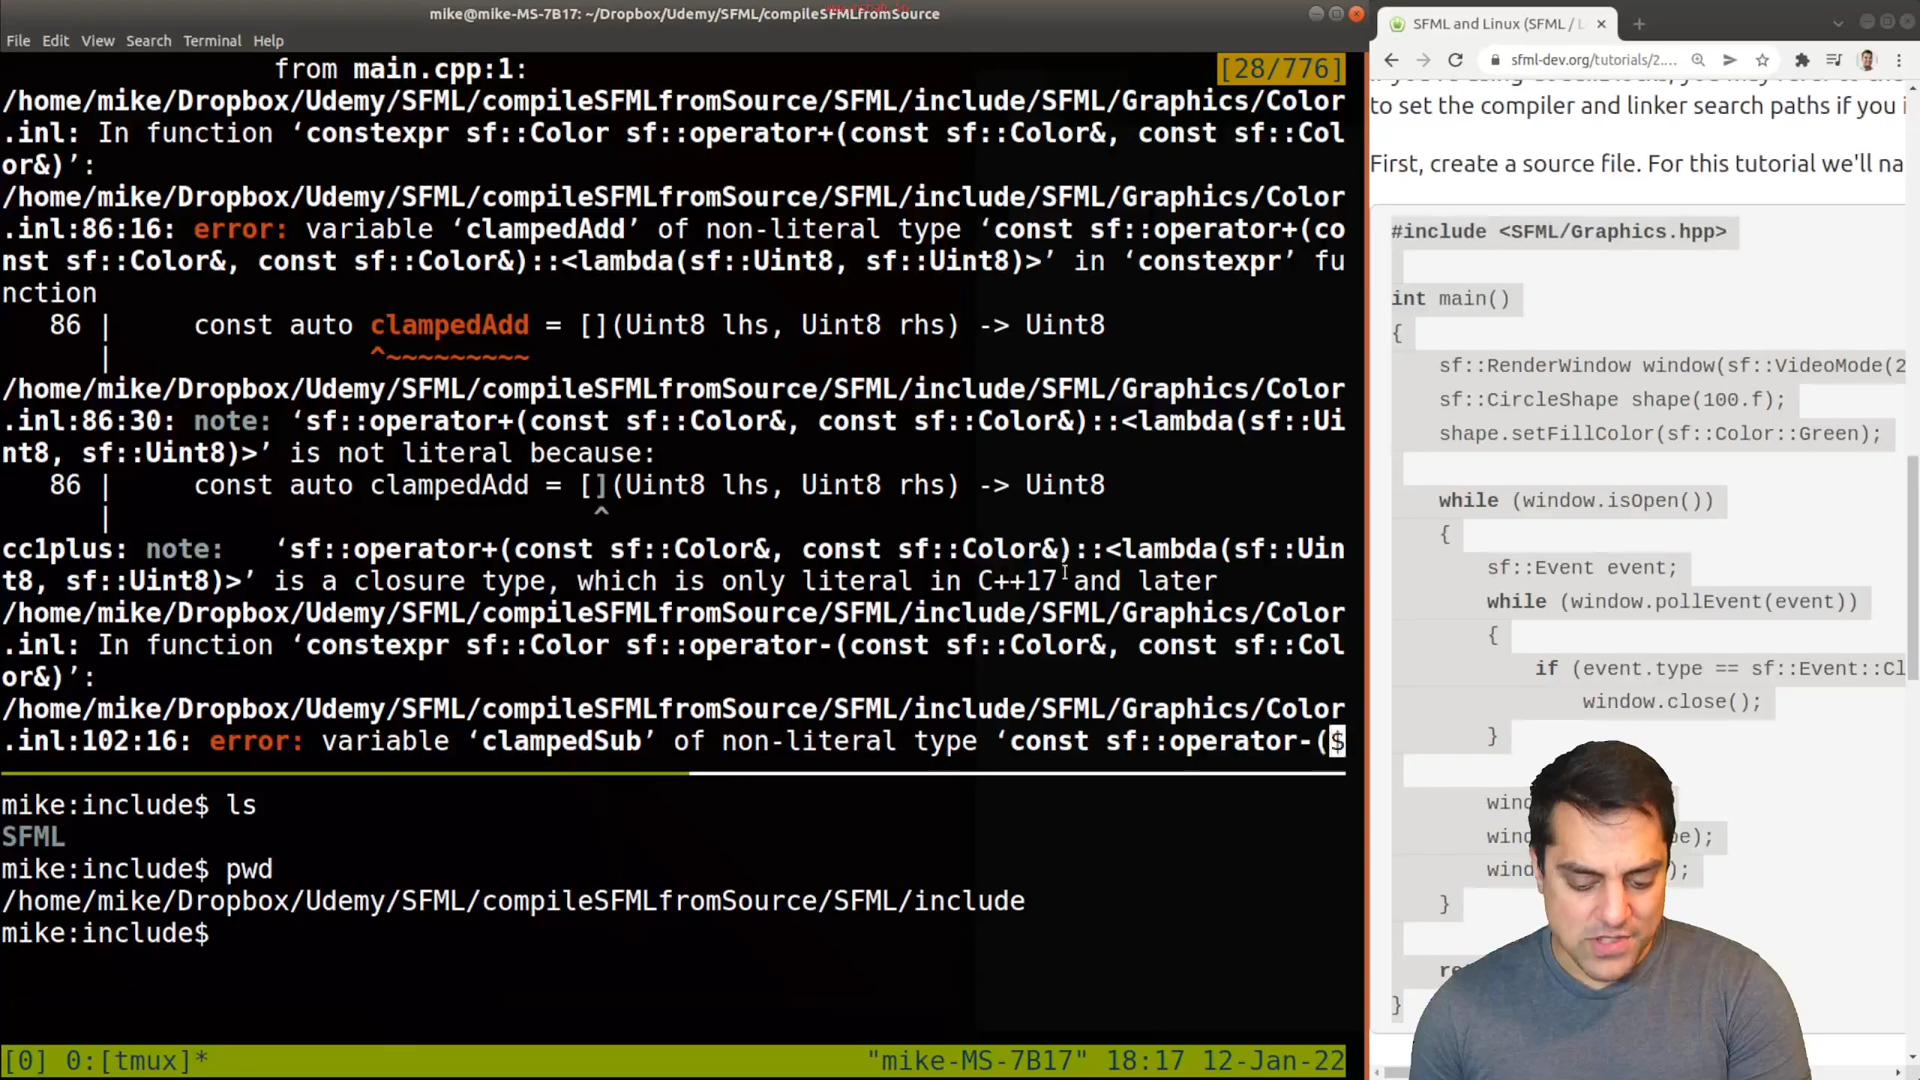 mike@mike-MS-7B17: ~/Dropbox/Udemy/SFML/compileSFMLfromSource
File Edit View Search Terminal Help
from main.cpp:1:
[28/776]
/home/mike/Dropbox/Udemy/SFML/compileSFMLfromSource/SFML/include/SFML/Graphics/Color
.inl: In function ‘constexpr sf::Color sf::operator+(const sf::Color&, const sf::Col
or&)’:
/home/mike/Dropbox/Udemy/SFML/compileSFMLfromSource/SFML/include/SFML/Graphics/Color
.inl:86:16: error: variable ‘clampedAdd’ of non-literal type ‘const sf::operator+(co
nst sf::Color&, const sf::Color&)::<lambda(sf::Uint8, sf::Uint8)>’ in ‘constexpr’ fu
nction
86 | const auto clampedAdd = [](Uint8 lhs, Uint8 rhs) -> Uint8
| ^~~~~~~~~~
/home/mike/Dropbox/Udemy/SFML/compileSFMLfromSource/SFML/include/SFML/Graphics/Color
.inl:86:30: note: ‘sf::operator+(const sf::Color&, const sf::Color&)::<lambda(sf::Ui
nt8, sf::Uint8)>’ is not literal because:
86 | const auto clampedAdd = [](Uint8 lhs, Uint8 rhs) -> Uint8
| ^
cc1plus: note: ‘sf::operator+(const sf::Color&, const sf::Color&)::<lambda(sf::Uin
t8, sf::Uint8)>’ is a closure type, which is only literal in C++17 and later
/home/mike/Dropbox/Udemy/SFML/compileSFMLfromSource/SFML/include/SFML/Graphics/Color
.inl: In function ‘constexpr sf::Color sf::operator-(const sf::Color&, const sf::Col
or&)’:
/home/mike/Dropbox/Udemy/SFML/compileSFMLfromSource/SFML/include/SFML/Graphics/Color
.inl:102:16: error: variable ‘clampedSub’ of non-literal type ‘const sf::operator-($
mike:include$ ls
SFML
mike:include$ pwd
/home/mike/Dropbox/Udemy/SFML/compileSFMLfromSource/SFML/include
mike:include$
[0] 0:[tmux]* "mike-MS-7B17" 18:17 12-Jan-22
SFML and Linux (SFML / L
sfml-dev.org/tutorials/2....
to set the compiler and linker search paths if you i
First, create a source file. For this tutorial we'll na
#include <SFML/Graphics.hpp>
int main()
{
sf::RenderWindow window(sf::VideoMode(2
sf::CircleShape shape(100.f);
shape.setFillColor(sf::Color::Green);
while (window.isOpen())
{
sf::Event event;
while (window.pollEvent(event))
{
if (event.type == sf::Event::Cl
window.close();
}
wind
wind pe);
wind );
}
re
}